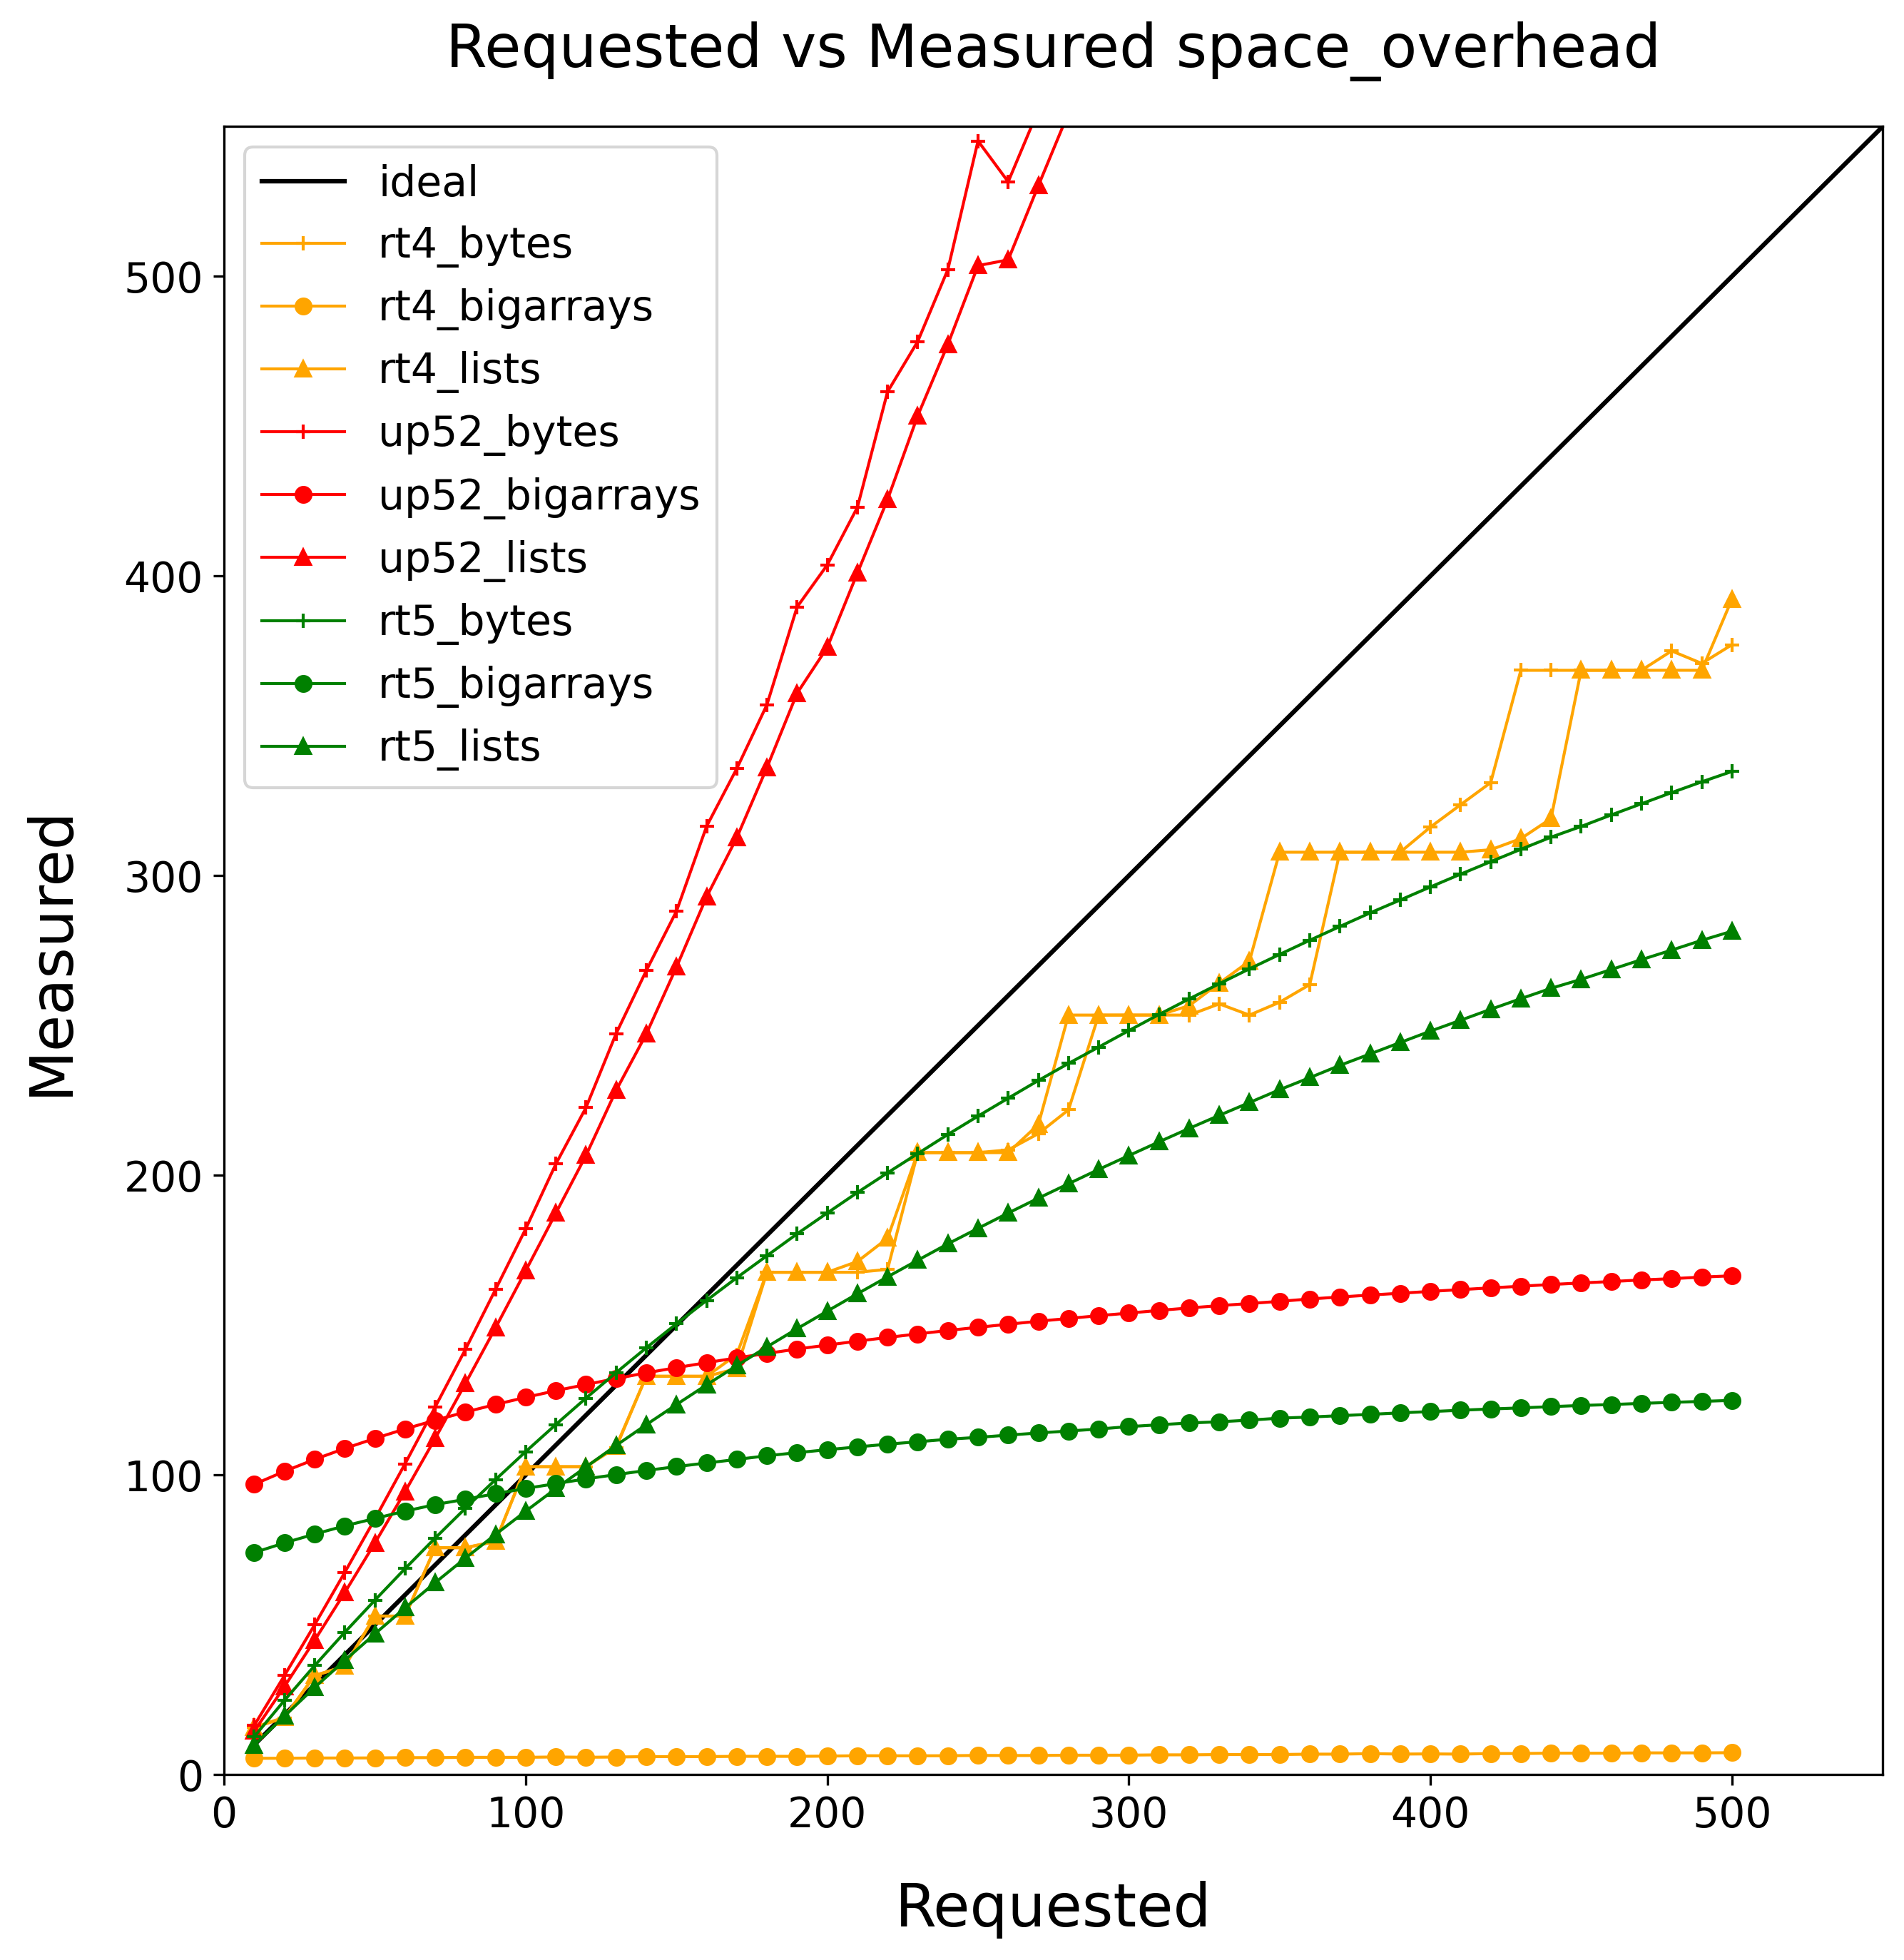 Requested vs Measured space_overhead
ideal
rt4_bytes
rt4_bigarrays
rt4_lists
up52_bytes
up52_bigarrays
up52_lists
rt5_bytes
rt5_bigarrays
rt5_lists
Measured
500
400
300
200
100
0
0 100 200 300 400 500
Requested